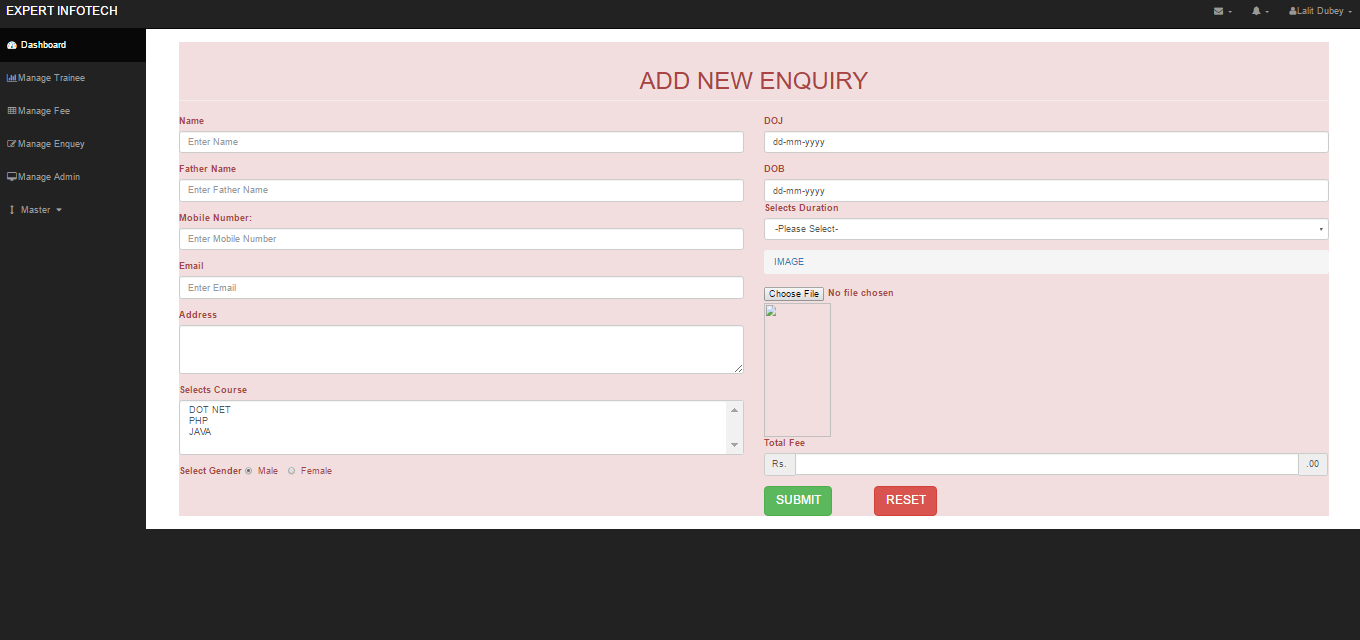 EXPERT INFOTECH
Lalit Dubey
Dashboard
Manage Trainee
Manage Fee
Manage Enquey
Manage Admin
Master
ADD NEW ENQUIRY
Name
Enter Name
Father Name
Enter Father Name
Mobile Number:
Enter Mobile Number
Email
Enter Email
Address
Selects Course
DOT NET
PHP
JAVA
Select Gender Male Female
DOJ
dd-mm-yyyy
DOB
dd-mm-yyyy
Selects Duration
-Please Select-
IMAGE
Choose File No file chosen
Total Fee
Rs. .00
SUBMIT RESET